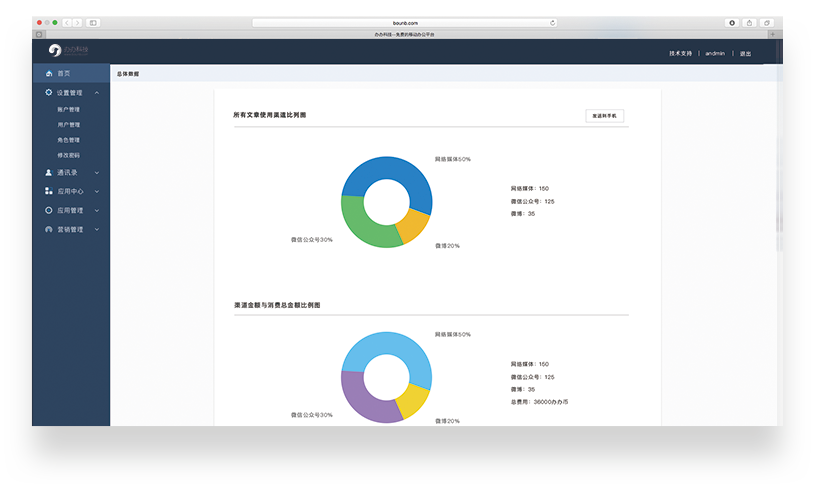 bounb.com
办办科技--免费的移动办公平台
办办科技
技术支持 | andmin | 退出
首页
总体数据
设置管理
账户管理
用户管理
角色管理
修改密码
通讯录
应用中心
应用管理
营销管理
所有文章使用渠道比列图
发送料手机
网络媒体50%
微信公众号30%
微博20%
网络媒体：150
微信公众号：125
微博：35
渠道金额与消费总金额比例图
网络媒体50%
微信公众号30%
微博20%
网络媒体：150
微信公众号：125
微博：35
总费用：36000办办币